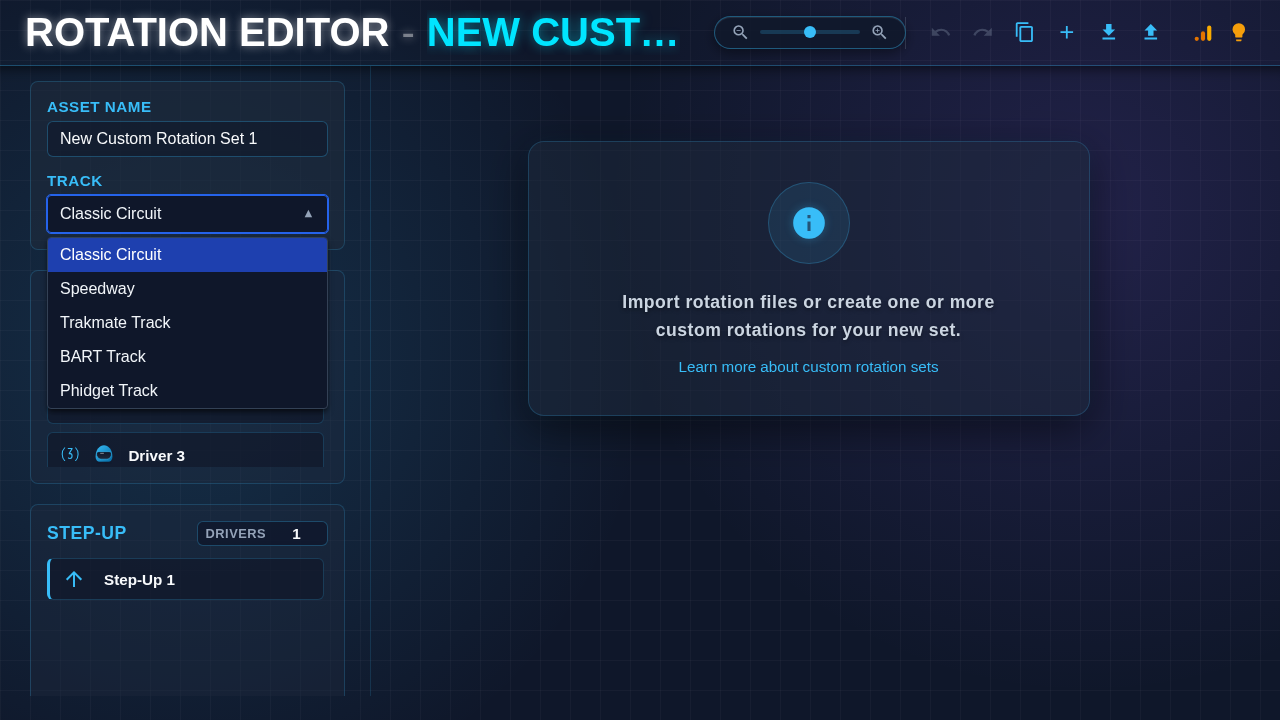 ROTATION EDITOR - NEW CUST...
ASSET NAME
New Custom Rotation Set 1
TRACK
Classic Circuit
Classic Circuit
Speedway
Trakmate Track
BART Track
Phidget Track
(3) Driver 3
STEP-UP
DRIVERS 1
Step-Up 1
Import rotation files or create one or more
custom rotations for your new set.
Learn more about custom rotation sets